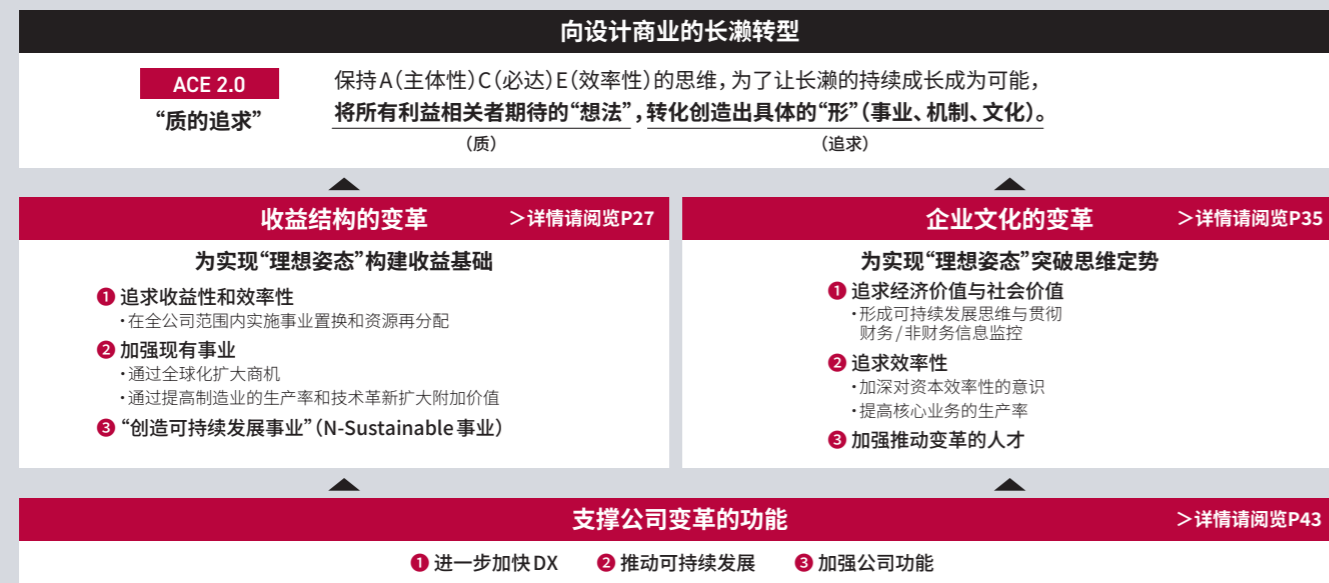 向设计商业的长濑转型
ACE 2.0
“质的追求”
保持A（主体性）C（必达）E（效率性）的思维，为了让长濑的持续成长成为可能，
将所有利益相关者期待的“想法”，转化创造出具体的“形”（事业、机制、文化）。
（质）
（追求）
收益结构的变革 ＞详情请阅览P27
为实现“理想姿态”构建收益基础
❶ 追求收益性和效率性
・在全公司范围内实施事业置换和资源再分配
❷ 加强现有事业
・通过全球化扩大商机
・通过提高制造业的生产率和技术革新扩大附加价值
❸ “创造可持续发展事业”（N-Sustainable事业）
企业文化的变革 ＞详情请阅览P35
为实现“理想姿态”突破思维定势
❶ 追求经济价值与社会价值
・形成可持续发展思维与贯彻
财务/非财务信息监控
❷ 追求效率性
・加深对资本效率性的意识
・提高核心业务的生产率
❸ 加强推动变革的人才
支撑公司变革的功能 ＞详情请阅览P43
❶ 进一步加快DX ❷ 推动可持续发展 ❸ 加强公司功能